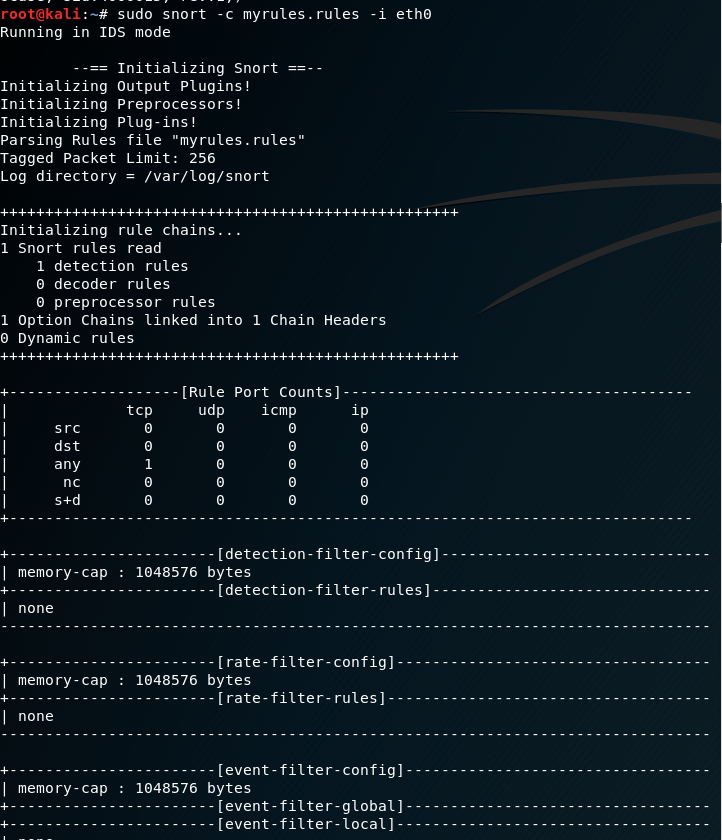 root@kali:~# sudo snort -c myrules.rules -i eth0
Running in IDS mode
--== Initializing Snort ==--
Initializing Output Plugins!
Initializing Preprocessors!
Initializing Plug-ins!
Parsing Rules file "myrules.rules"
Tagged Packet Limit: 256
Log directory = /var/log/snort
+++++++++++++++++++++++++++++++++++++++++++++++++++
Initializing rule chains...
1 Snort rules read
    1 detection rules
    0 decoder rules
    0 preprocessor rules
1 Option Chains linked into 1 Chain Headers
0 Dynamic rules
+++++++++++++++++++++++++++++++++++++++++++++++++++
+-------------------[Rule Port Counts]---------------------------------------
|             tcp     udp    icmp      ip
|     src       0       0       0       0
|     dst       0       0       0       0
|     any       1       0       0       0
|      nc       0       0       0       0
|     s+d       0       0       0       0
+----------------------------------------------------------------------------
+-----------------------[detection-filter-config]------------------------------
| memory-cap : 1048576 bytes
+-----------------------[detection-filter-rules]-------------------------------
| none
-------------------------------------------------------------------------------
+-----------------------[rate-filter-config]-----------------------------------
| memory-cap : 1048576 bytes
+-----------------------[rate-filter-rules]------------------------------------
| none
-------------------------------------------------------------------------------
+-----------------------[event-filter-config]----------------------------------
| memory-cap : 1048576 bytes
+-----------------------[event-filter-global]----------------------------------
+-----------------------[event-filter-local]-----------------------------------